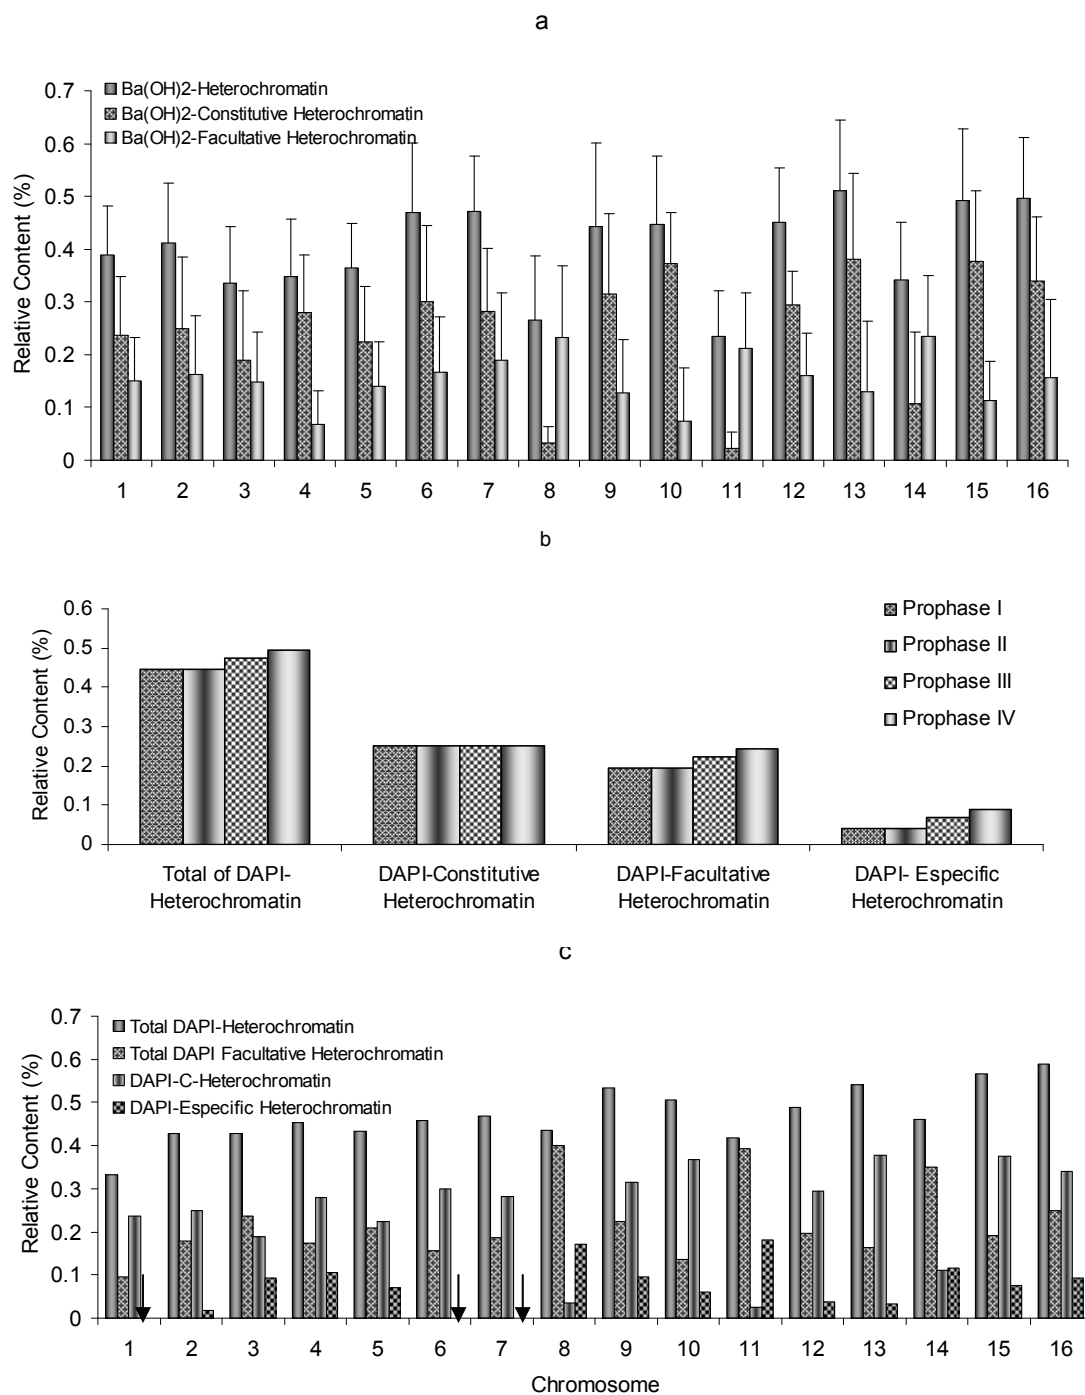 a
0.7
0.6
0.5
0.4
0.3
0.2
0.1
0
Relative Content (%)
Ba(OH)2-Heterochromatin
Ba(OH)2-Constitutive Heterochromatin
Ba(OH)2-Facultative Heterochromatin
1 2 3 4 5 6 7 8 9 10 11 12 13 14 15 16
b
0.6
0.5
0.4
0.3
0.2
0.1
0
Relative Content (%)
Prophase I
Prophase II
Prophase III
Prophase IV
Total of DAPI-
Heterochromatin
DAPI-Constitutive
Heterochromatin
DAPI-Facultative
Heterochromatin
DAPI- Especific
Heterochromatin
c
0.7
0.6
0.5
0.4
0.3
0.2
0.1
0
Relative Content (%)
Total DAPI-Heterochromatin
Total DAPI Facultative Heterochromatin
DAPI-C-Heterochromatin
DAPI-Especific Heterochromatin
1 2 3 4 5 6 7 8 9 10 11 12 13 14 15 16
Chromosome